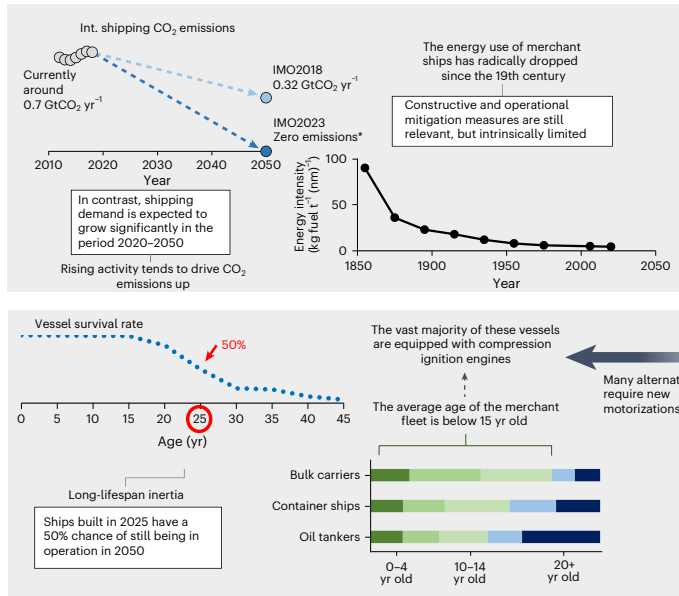 Int. shipping CO₂ emissions
Currently
around
0.7 GtCO₂ yr⁻¹
IMO2018
0.32 GtCO₂ yr⁻¹
IMO2023
Zero emissions*
2010 2020 2030 2040 2050
Year
In contrast, shipping
demand is expected to
grow significantly in the
period 2020–2050
Rising activity tends to drive CO₂
emissions up
The energy use of merchant
ships has radically dropped
since the 19th century
Constructive and operational
mitigation measures are still
relevant, but intrinsically limited
Energy intensity
(kg fuel t⁻¹ (nm)⁻¹)
100
50
0
1850 1900 1950 2000 2050
Year
Vessel survival rate
50%
0 5 10 15 20 25 30 35 40 45
Age (yr)
Long-lifespan inertia
Ships built in 2025 have a
50% chance of still being in
operation in 2050
The vast majority of these vessels
are equipped with compression
ignition engines
Many alternat
require new
motorizations
The average age of the merchant
fleet is below 15 yr old
Bulk carriers
Container ships
Oil tankers
0–4 10–14 20+
yr old yr old yr old